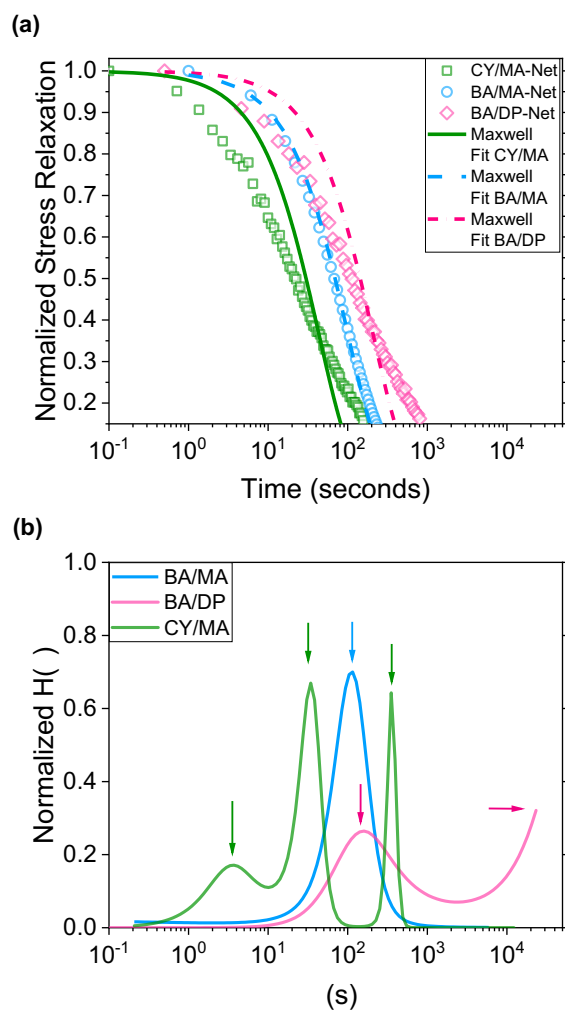 (a)
Normalized Stress Relaxation
1.0
0.9
0.8
0.7
0.6
0.5
0.4
0.3
0.2
CY/MA-Net
BA/MA-Net
BA/DP-Net
Maxwell
Fit CY/MA
Maxwell
Fit BA/MA
Maxwell
Fit BA/DP
10⁻¹ 10⁰ 10¹ 10² 10³ 10⁴
Time (seconds)
(b)
Normalized H( )
1.0
0.8
0.6
0.4
0.2
0.0
BA/MA
BA/DP
CY/MA
10⁻¹ 10⁰ 10¹ 10² 10³ 10⁴
(s)